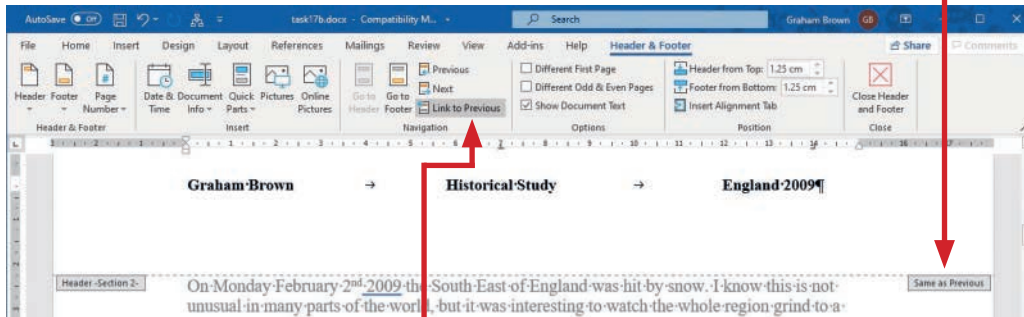 AutoSave Off task17b.docx - Compatibility M... Search Graham Brown GB
File Home Insert Design Layout References Mailings Review View Add-ins Help Header & Footer Share Comments
Header Footer Page Number Date & Time Document Info Quick Parts Pictures Online Pictures Go to Header Go to Footer Previous Next Link to Previous
Different First Page
Different Odd & Even Pages
Show Document Text
Header from Top: 1.25 cm
Footer from Bottom: 1.25 cm
Insert Alignment Tab
Close Header and Footer
Header & Footer Insert Navigation Options Position Close
Graham·Brown → Historical·Study → England·2009¶
Header -Section 2- Same as Previous
On·Monday·February·2nd·2009·the·South·East·of·England·was·hit·by·snow.·I·know·this·is·not·
unusual·in·many·parts·of·the·world,·but·it·was·interesting·to·watch·the·whole·region·grind·to·a·